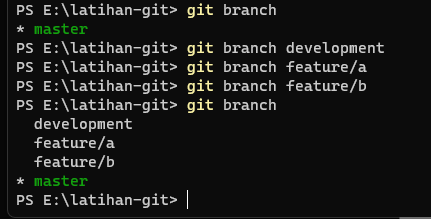 PS E:\latihan-git> git branch
* master
PS E:\latihan-git> git branch development
PS E:\latihan-git> git branch feature/a
PS E:\latihan-git> git branch feature/b
PS E:\latihan-git> git branch
  development
  feature/a
  feature/b
* master
PS E:\latihan-git>